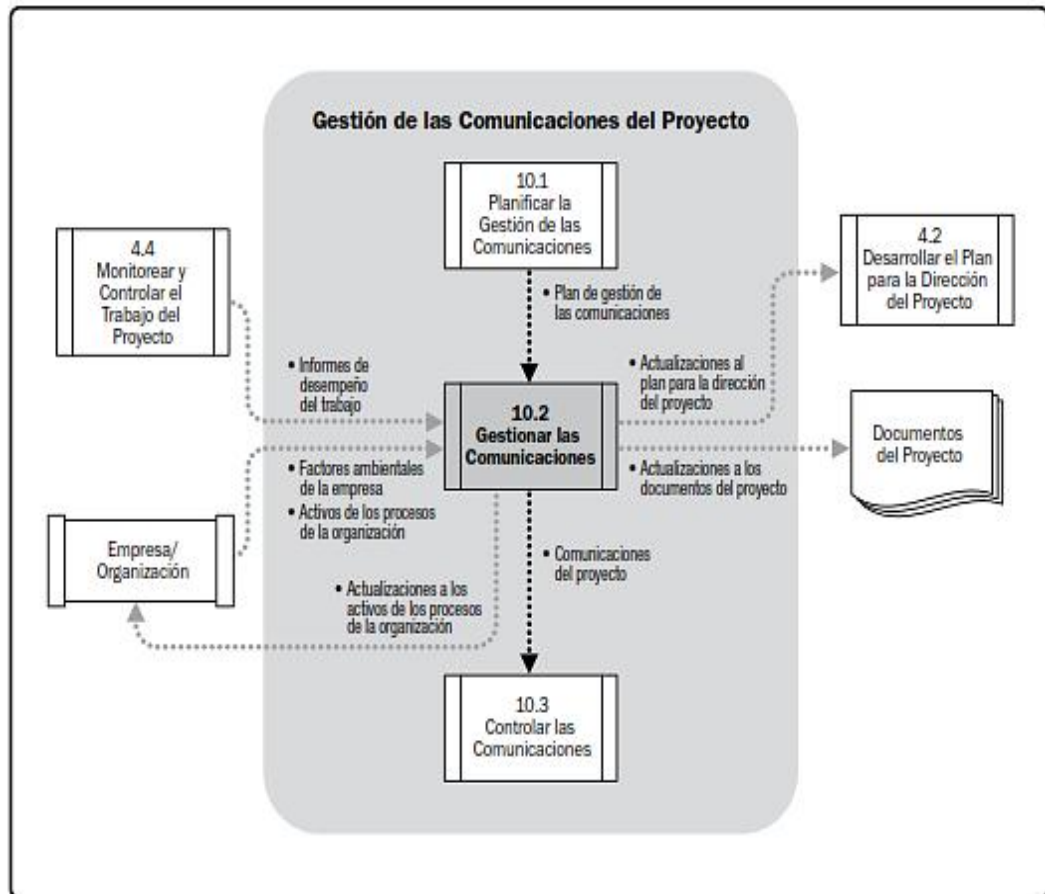 Gestión de las Comunicaciones del Proyecto
10.1
Planificar la
Gestión de las
Comunicaciones
4.4
Monitorear y
Controlar el
Trabajo del
Proyecto
4.2
Desarrollar el Plan
para la Dirección
del Proyecto
• Plan de gestión de
las comunicaciones
• Informes de
desempeño
del trabajo
• Actualizaciones al
plan para la dirección
del proyecto
10.2
Gestionar las
Comunicaciones
Documentos
del Proyecto
• Factores ambientales
de la empresa
• Activos de los procesos
de la organización
• Actualizaciones a los
documentos del proyecto
Empresa/
Organización
• Comunicaciones
del proyecto
• Actualizaciones a los
activos de los procesos
de la organización
10.3
Controlar las
Comunicaciones